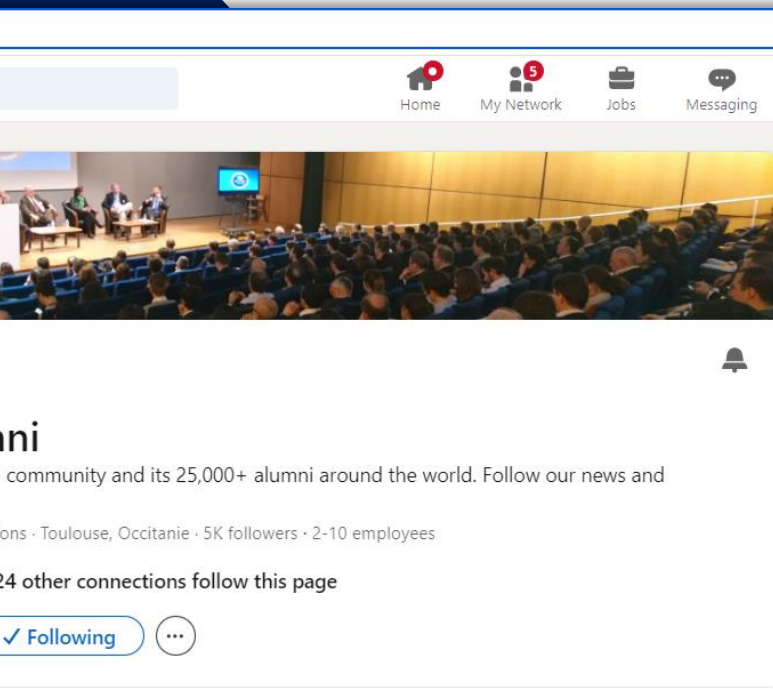 5
Home
My Network
Jobs
Messaging
ni
community and its 25,000+ alumni around the world. Follow our news and
ons · Toulouse, Occitanie · 5K followers · 2-10 employees
24 other connections follow this page
✓ Following